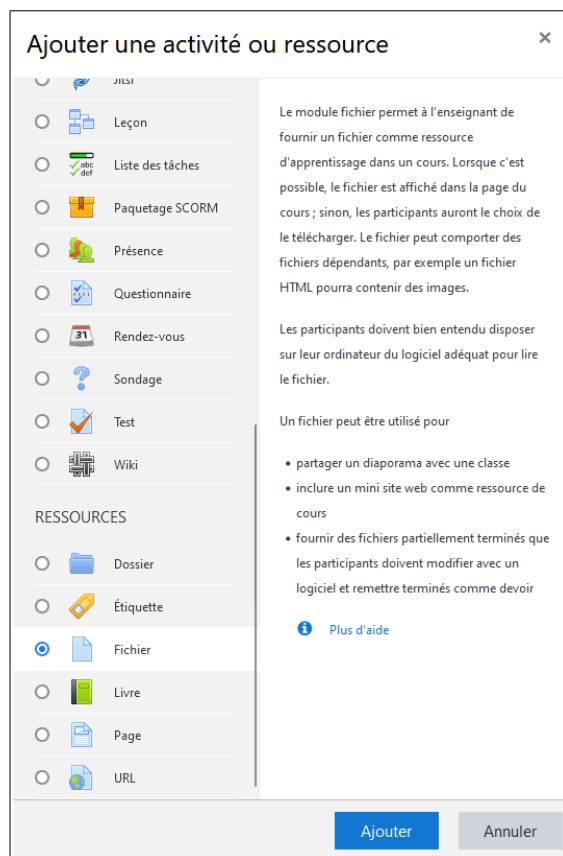 Ajouter une activité ou ressource
×
Jitsi
Leçon
abc
def
Liste des tâches
Paquetage SCORM
Présence
Questionnaire
31
Rendez-vous
Sondage
Test
Wiki
RESSOURCES
Dossier
Étiquette
Fichier
Livre
Page
URL
Le module fichier permet à l'enseignant de
fournir un fichier comme ressource
d'apprentissage dans un cours. Lorsque c'est
possible, le fichier est affiché dans la page du
cours ; sinon, les participants auront le choix de
le télécharger. Le fichier peut comporter des
fichiers dépendants, par exemple un fichier
HTML pourra contenir des images.
Les participants doivent bien entendu disposer
sur leur ordinateur du logiciel adéquat pour lire
le fichier.
Un fichier peut être utilisé pour
• partager un diaporama avec une classe
• inclure un mini site web comme ressource de
cours
• fournir des fichiers partiellement terminés que
les participants doivent modifier avec un
logiciel et remettre terminés comme devoir
Plus d'aide
Ajouter
Annuler